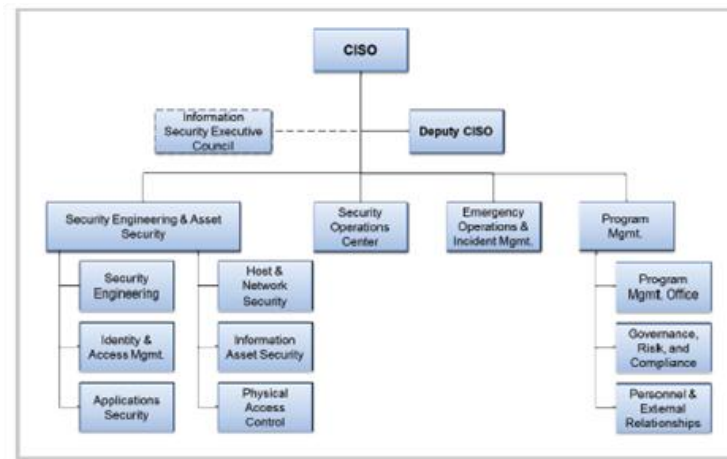 CISO
Information
Security Executive
Council
Deputy CISO
Security Engineering & Asset
Security
Security
Operations
Center
Emergency
Operations &
Incident Mgmt.
Program
Mgmt.
Security
Engineering
Host &
Network
Security
Program
Mgmt. Office
Identity &
Access Mgmt.
Information
Asset Security
Governance,
Risk, and
Compliance
Applications
Security
Physical
Access
Control
Personnel &
External
Relationships